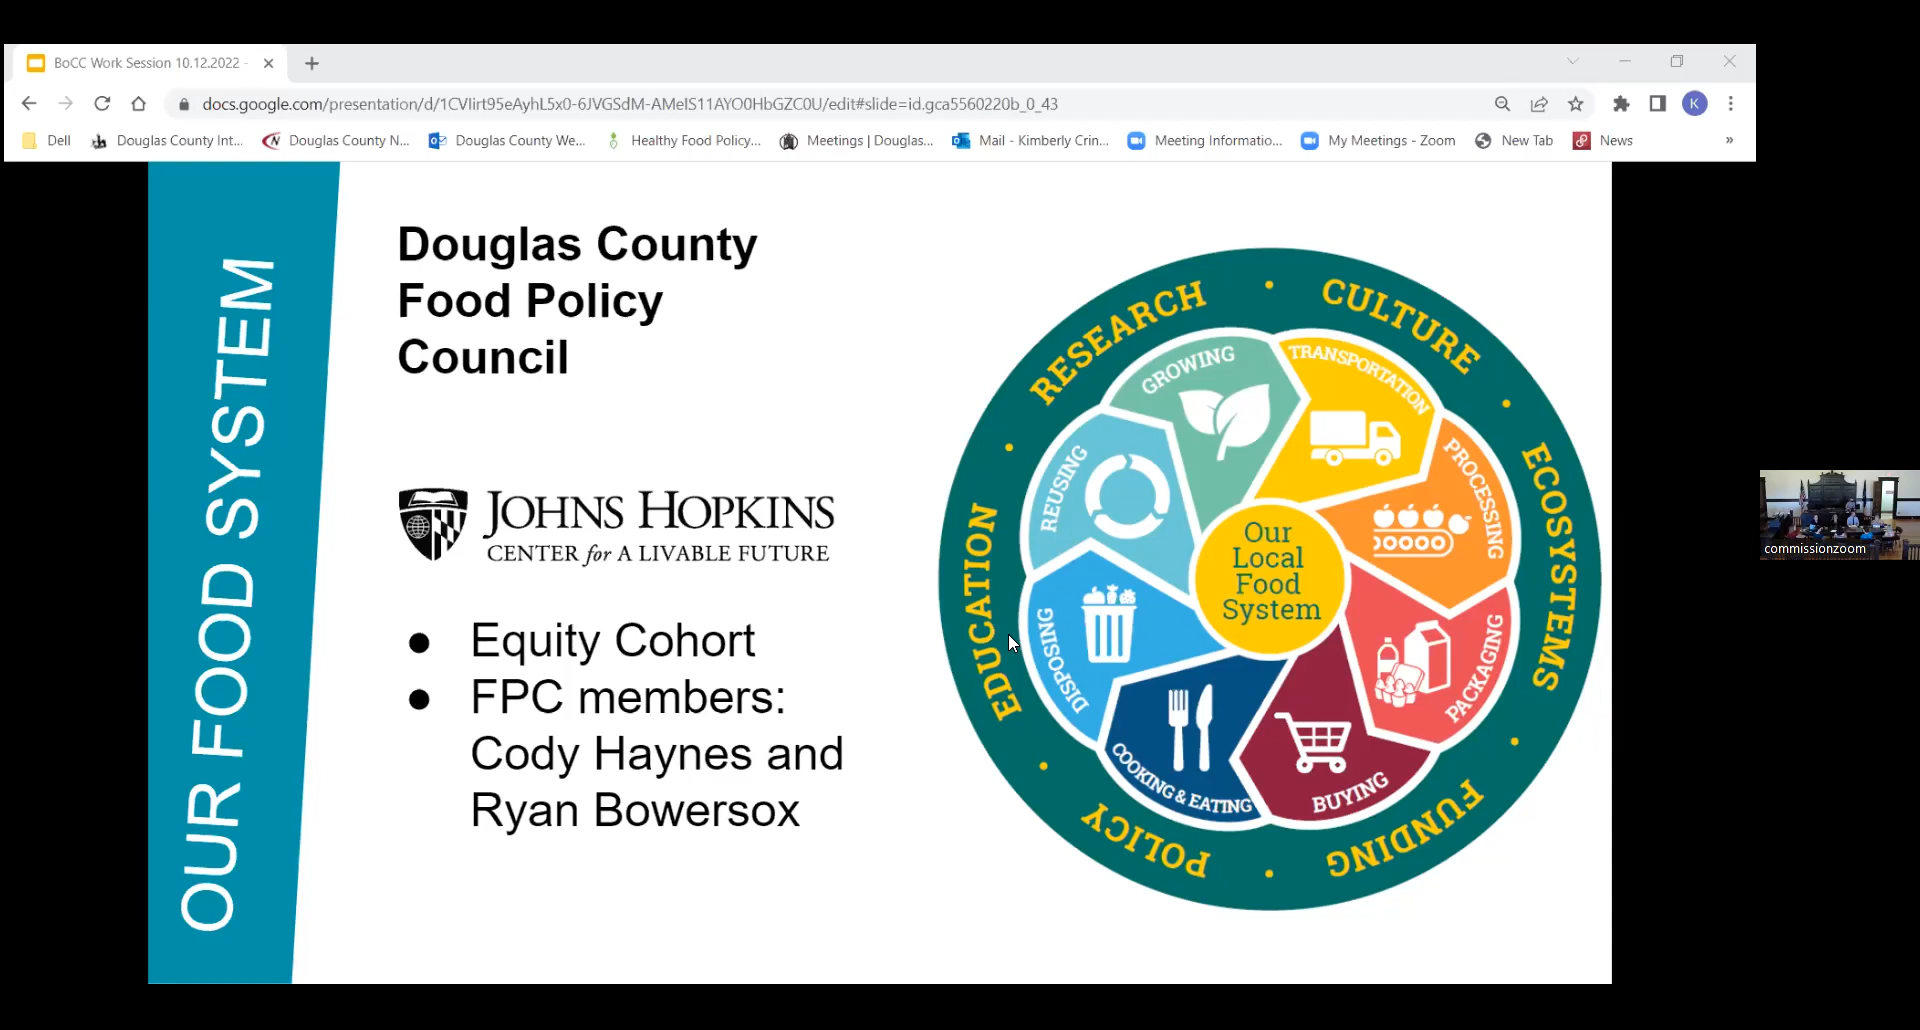 BoCC Work Session 10.12.2022 -
docs.google.com/presentation/d/1CVlirt95eAyhL5x0-6JVGSdM-AMeIS11AYO0HbGZC0U/edit#slide=id.gca5560220b_0_43
K
Dell
Douglas County Int...
Douglas County N...
Douglas County We...
Healthy Food Policy...
Meetings | Douglas...
Mail - Kimberly Crin...
Meeting Informatio...
My Meetings - Zoom
New Tab
News
»
OUR FOOD SYSTEM
Douglas County
Food Policy
Council
JOHNS HOPKINS
CENTER for A LIVABLE FUTURE
● Equity Cohort
● FPC members:
Cody Haynes and
Ryan Bowersox
RESEARCH
CULTURE
ECOSYSTEMS
FUNDING
POLICY
EDUCATION
GROWING
TRANSPORTATION
PROCESSING
PACKAGING
BUYING
COOKING & EATING
DISPOSING
REUSING
Our
Local
Food
System
commissionzoom